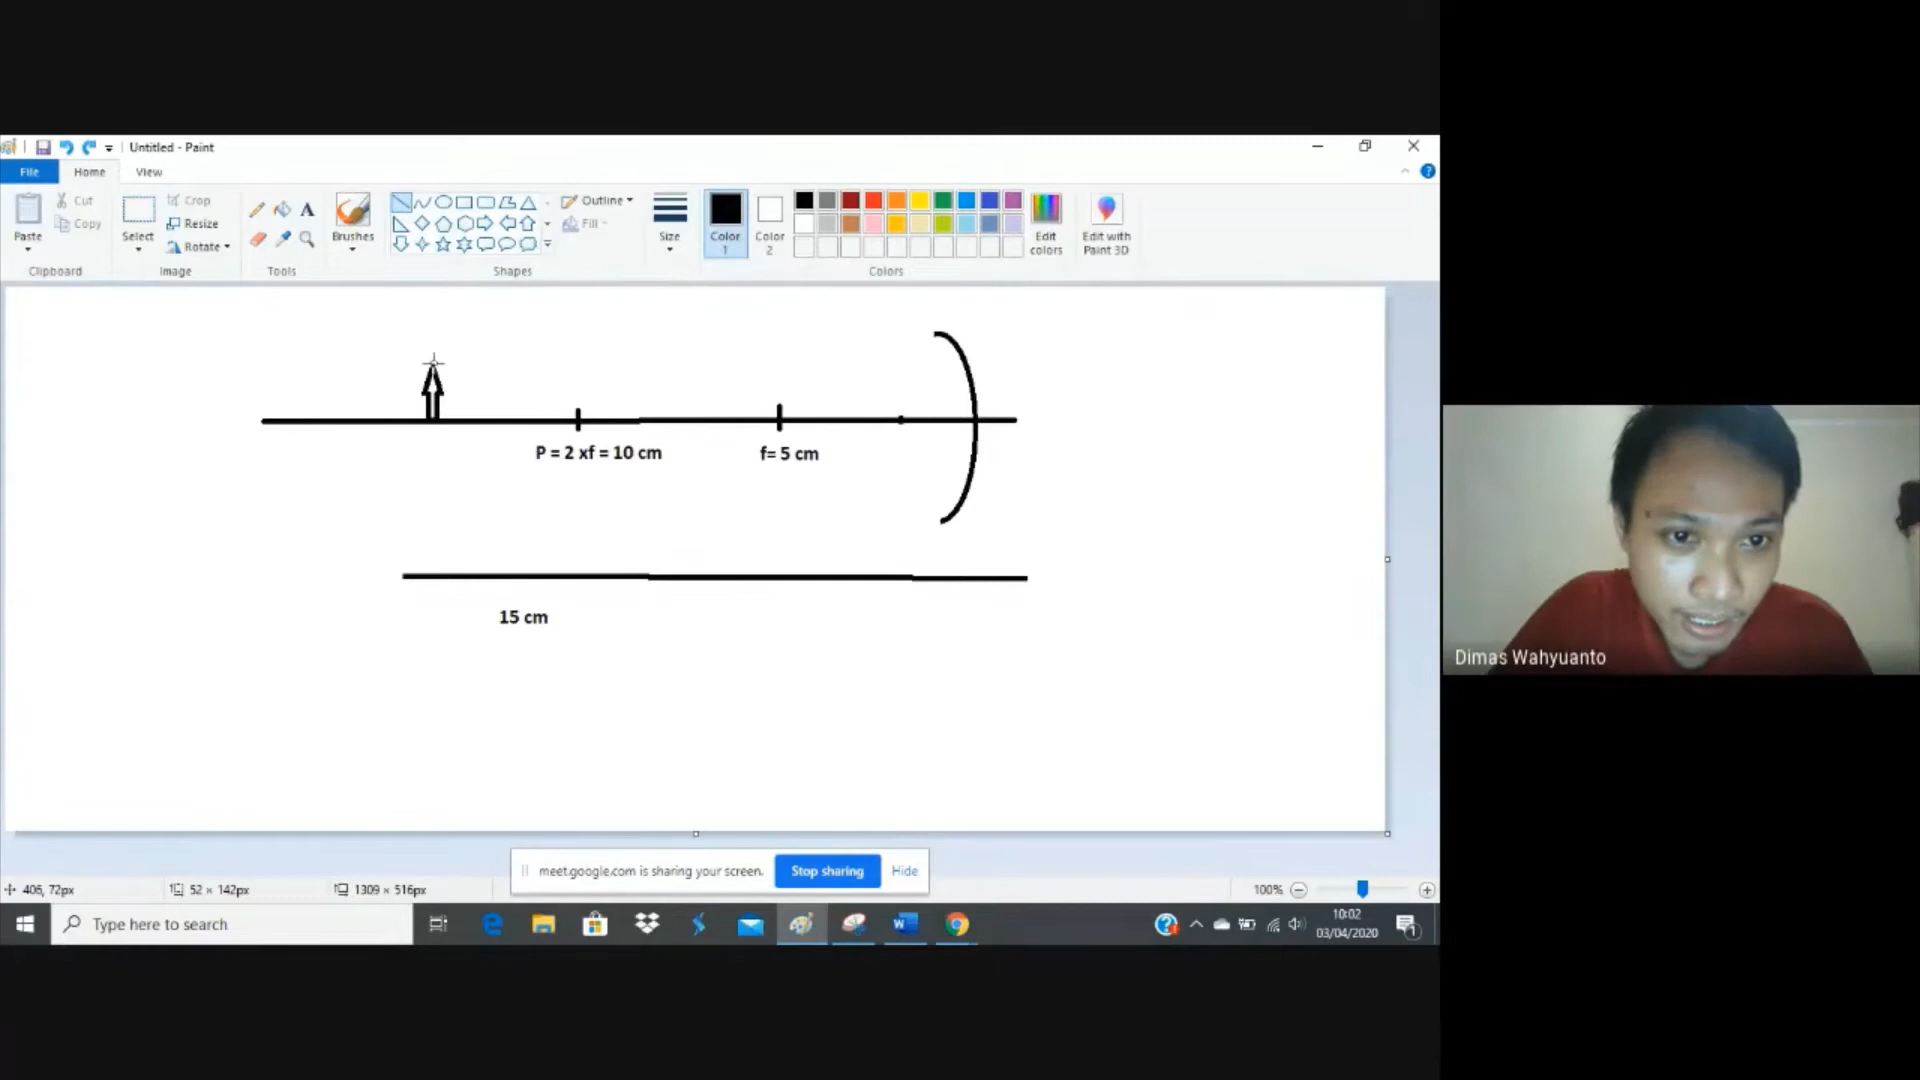 Untitled - Paint
File Home View
Paste
Cut
Copy
Clipboard
Select
Crop
Resize
Rotate
Image
A
Tools
Brushes
Shapes
Outline
Fill
Size
Color 1
Color 2
Colors
Edit colors
Edit with Paint 3D
P = 2 xf = 10 cm
f= 5 cm
15 cm
Dimas Wahyuanto
meet.google.com is sharing your screen. Stop sharing Hide
406, 72px
52 × 142px
1309 × 516px
100%
Type here to search
10:02
03/04/2020